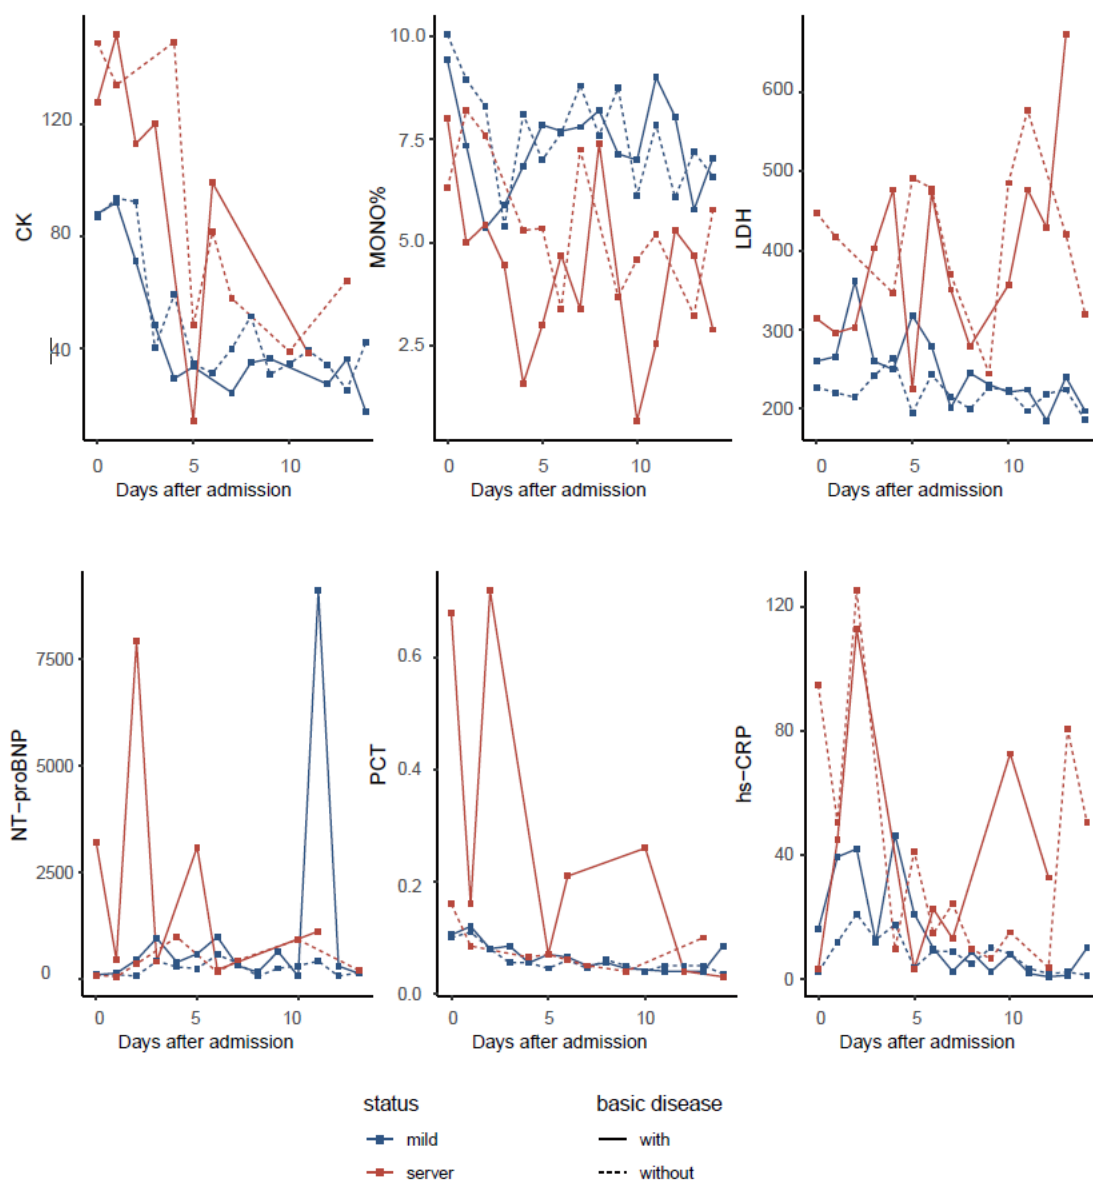 CK
120
80
40
0 5 10
Days after admission
MONO%
10.0
7.5
5.0
2.5
0 5 10
Days after admission
LDH
600
500
400
300
200
0 5 10
Days after admission
NT-proBNP
7500
5000
2500
0
0 5 10
Days after admission
PCT
0.6
0.4
0.2
0.0
0 5 10
Days after admission
hs-CRP
120
80
40
0
0 5 10
Days after admission
status
mild
server
basic disease
with
without